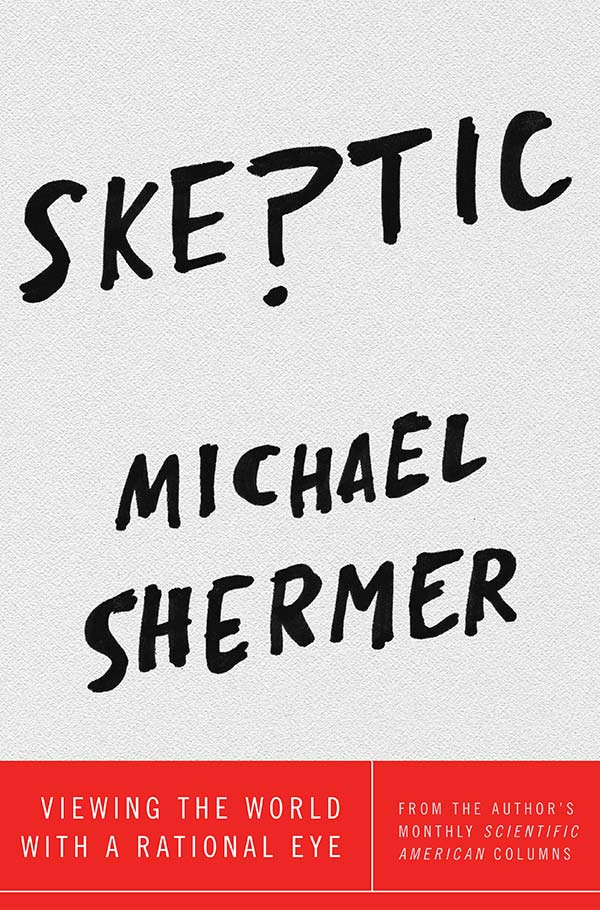 SKE?TIC
MICHAEL
SHERMER
VIEWING THE WORLD
WITH A RATIONAL EYE
FROM THE AUTHOR'S
MONTHLY SCIENTIFIC
AMERICAN COLUMNS